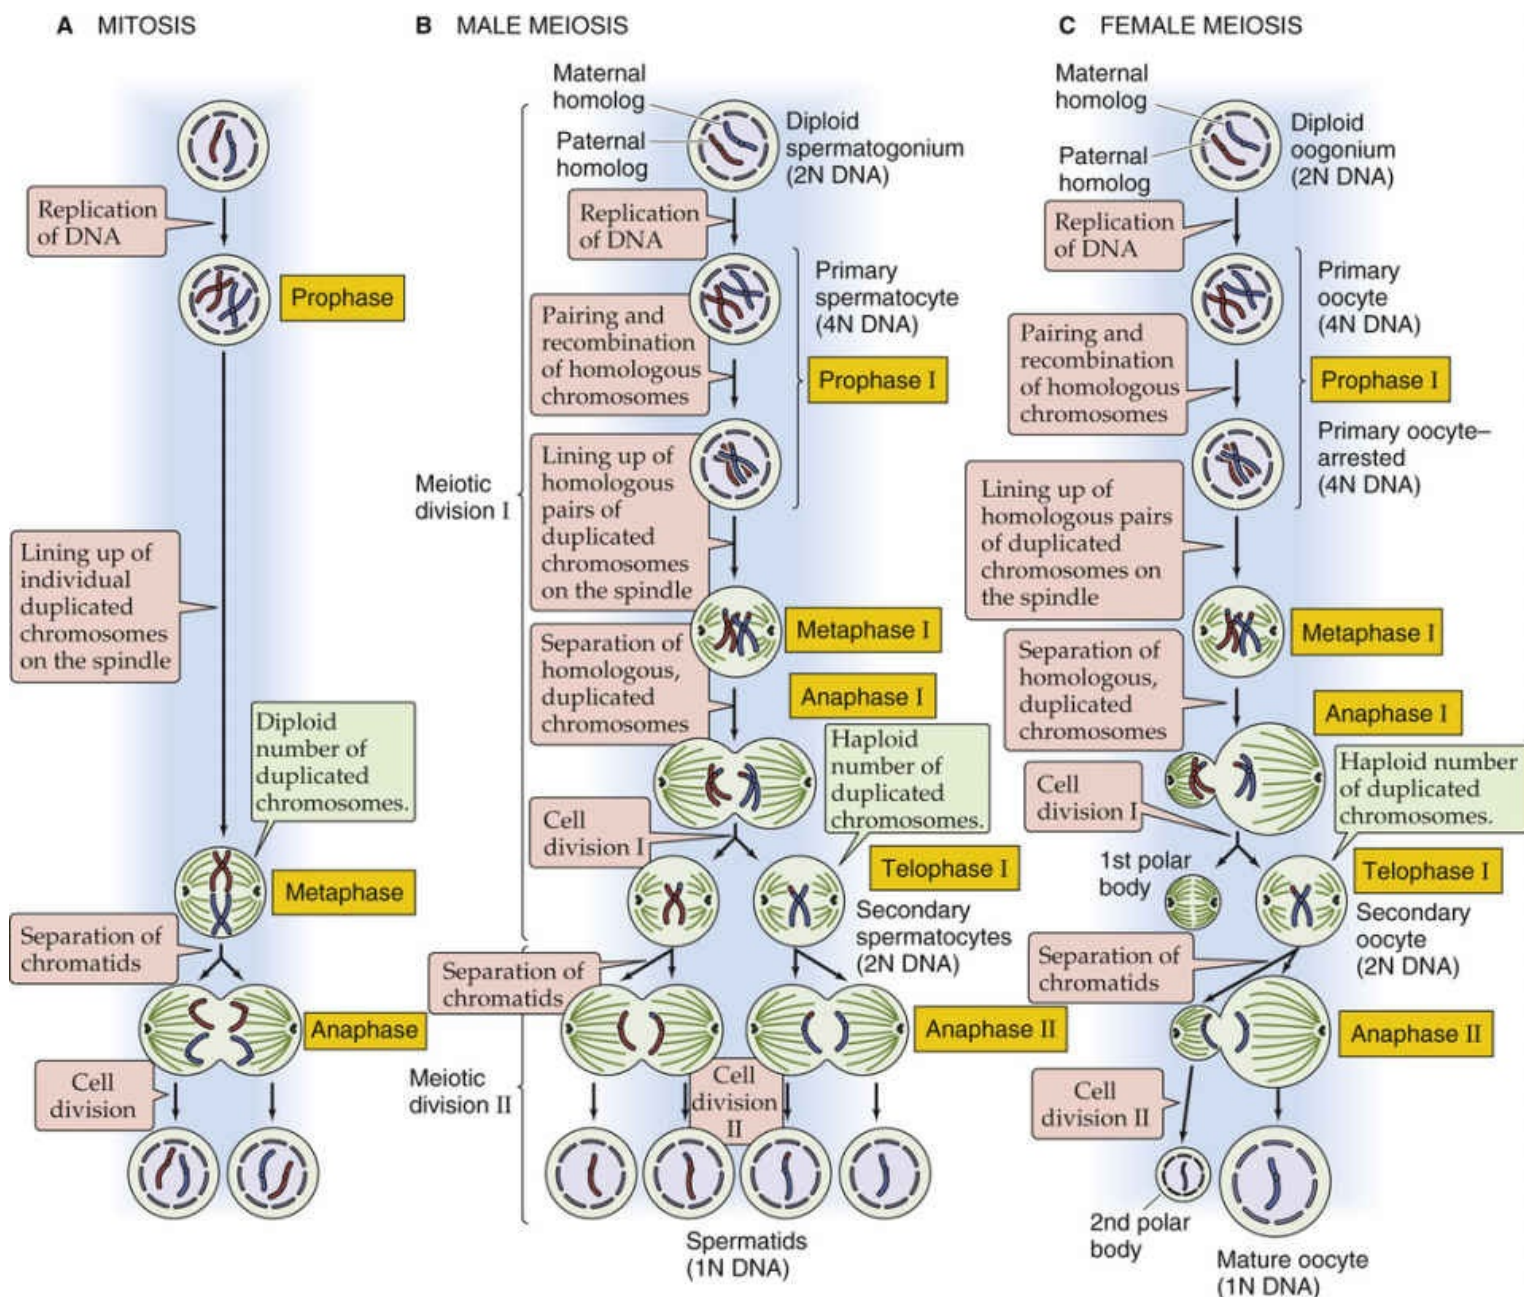 A MITOSIS
Replication
of DNA
Prophase
Lining up of
individual
duplicated
chromosomes
on the spindle
Diploid
number of
duplicated
chromosomes.
Metaphase
Separation of
chromatids
Anaphase
Cell
division
B MALE MEIOSIS
Maternal
homolog
Paternal
homolog
Diploid
spermatogonium
(2N DNA)
Replication
of DNA
Primary
spermatocyte
(4N DNA)
Pairing and
recombination
of homologous
chromosomes
Prophase I
Meiotic
division I
Lining up of
homologous
pairs of
duplicated
chromosomes
on the spindle
Metaphase I
Separation of
homologous,
duplicated
chromosomes
Anaphase I
Haploid
number of
duplicated
chromosomes.
Cell
division I
Telophase I
Secondary
spermatocytes
(2N DNA)
Separation of
chromatids
Anaphase II
Meiotic
division II
Cell
division
II
Spermatids
(1N DNA)
C FEMALE MEIOSIS
Maternal
homolog
Paternal
homolog
Diploid
oogonium
(2N DNA)
Replication
of DNA
Primary
oocyte
(4N DNA)
Pairing and
recombination
of homologous
chromosomes
Prophase I
Primary oocyte–
arrested
(4N DNA)
Lining up of
homologous pairs
of duplicated
chromosomes on
the spindle
Metaphase I
Separation of
homologous,
duplicated
chromosomes
Anaphase I
Haploid number
of duplicated
chromosomes.
Cell
division I
1st polar
body
Telophase I
Secondary
oocyte
(2N DNA)
Separation of
chromatids
Anaphase II
Cell
division II
2nd polar
body
Mature oocyte
(1N DNA)